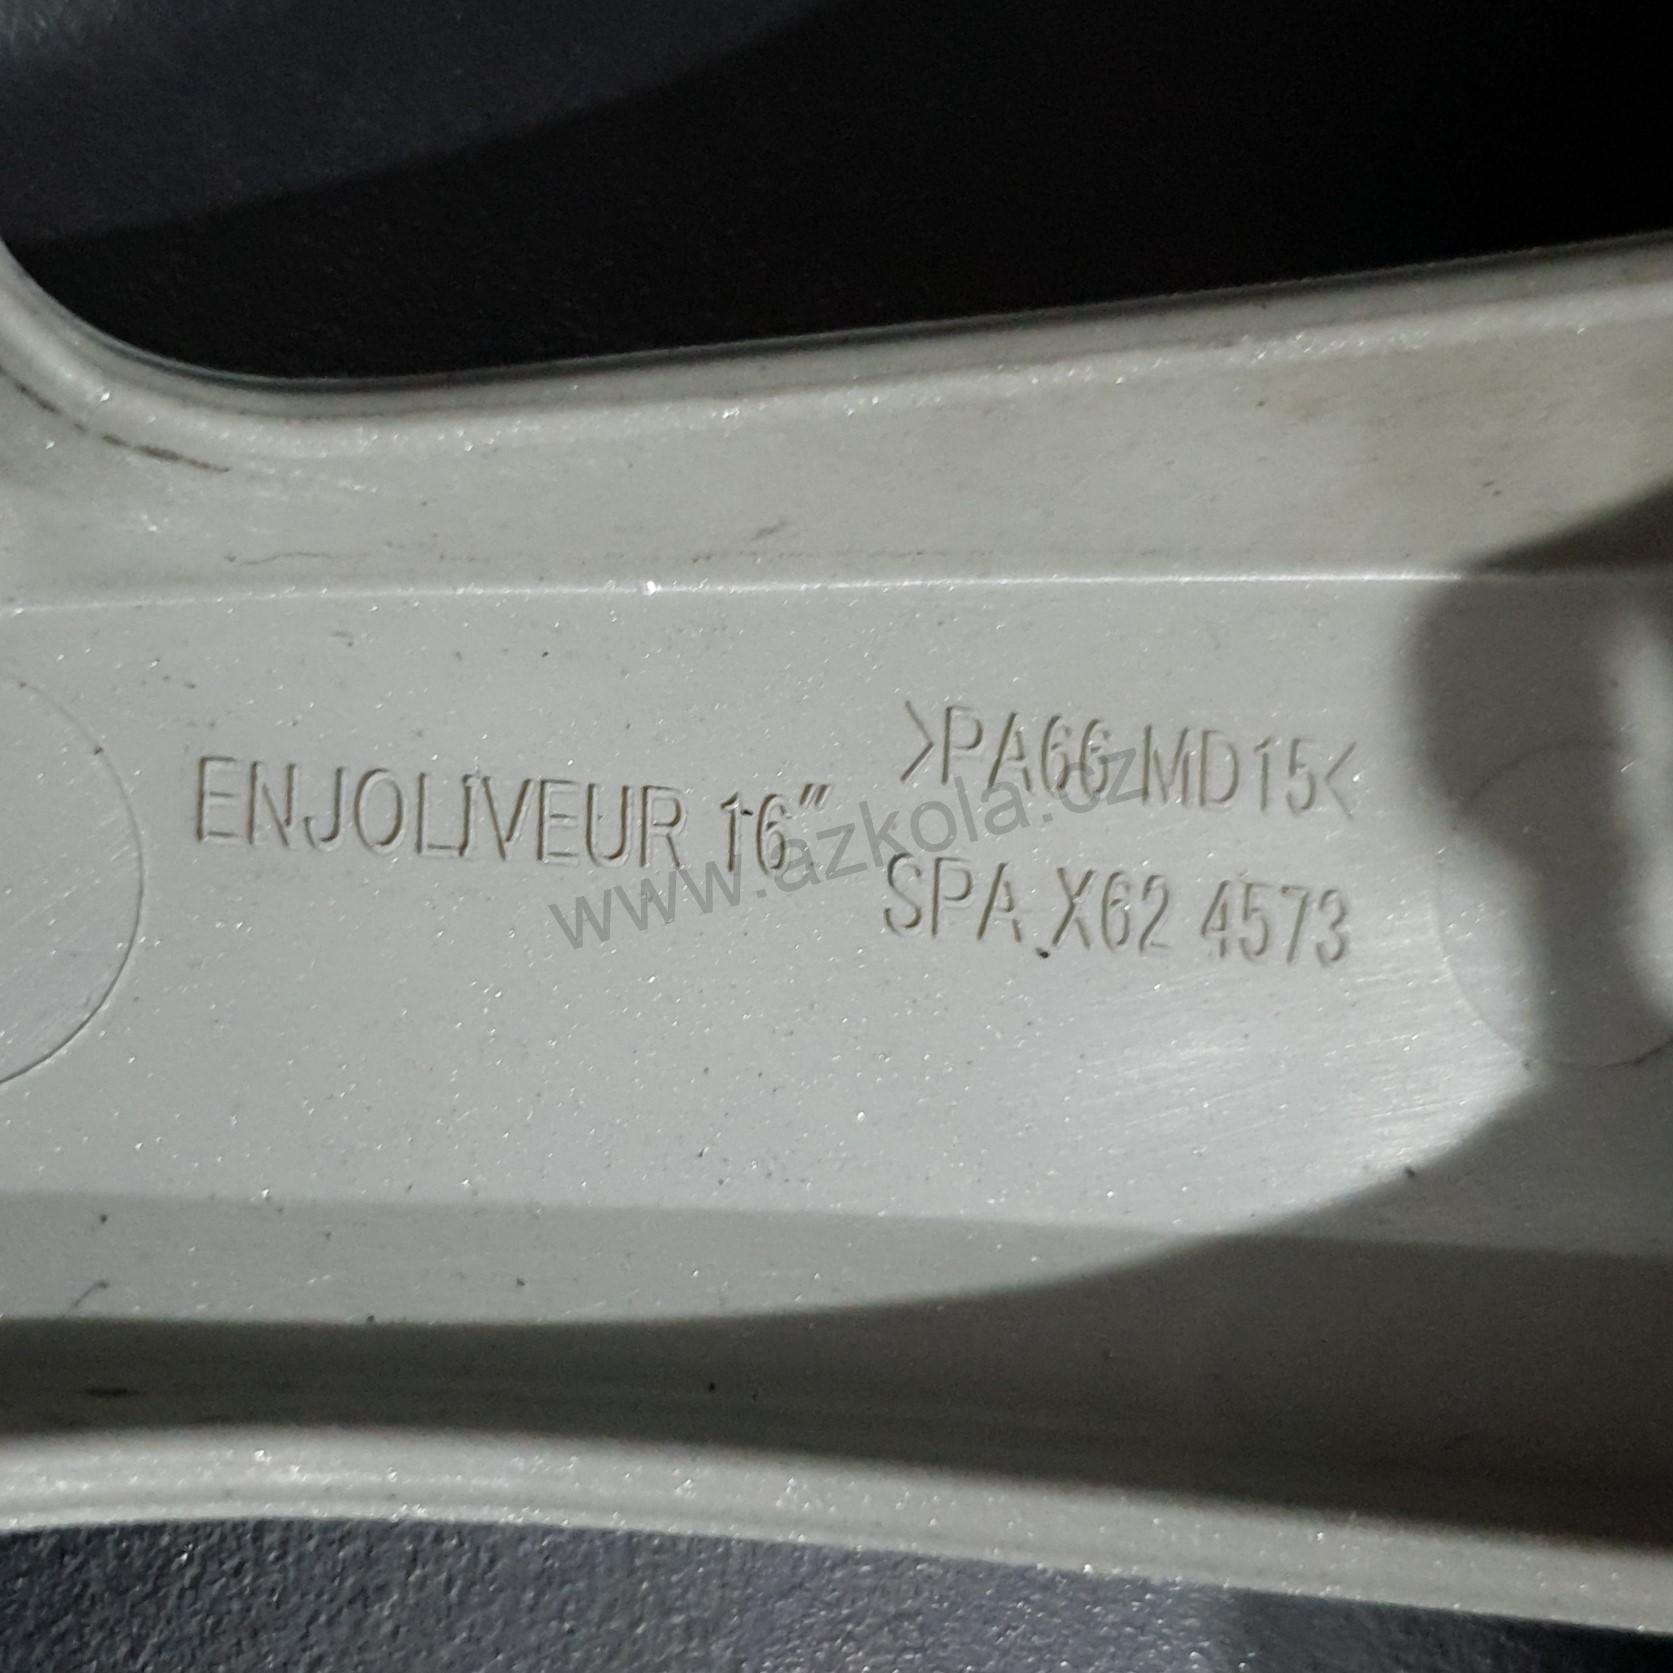 ENJOLIVEUR 16"
>PA66 MD15<
SPA X62 4573
www.azkola.cz